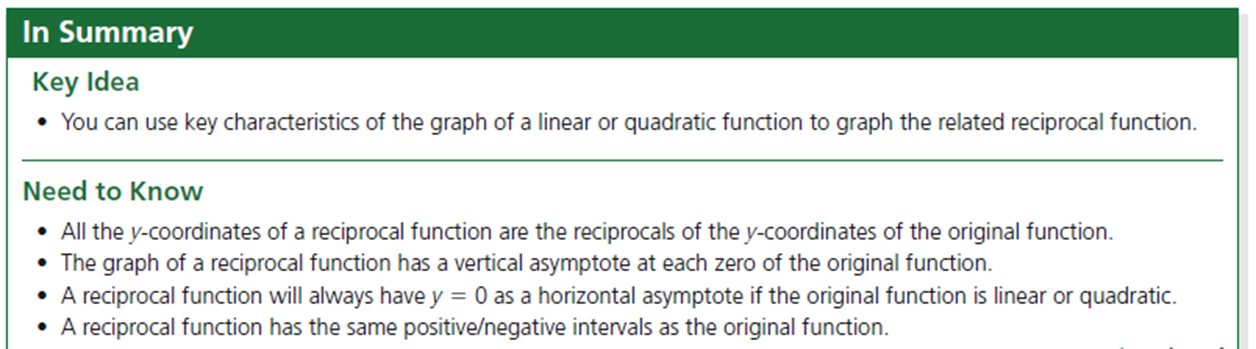 In Summary
Key Idea
• You can use key characteristics of the graph of a linear or quadratic function to graph the related reciprocal function.
Need to Know
• All the y-coordinates of a reciprocal function are the reciprocals of the y-coordinates of the original function.
• The graph of a reciprocal function has a vertical asymptote at each zero of the original function.
• A reciprocal function will always have y = 0 as a horizontal asymptote if the original function is linear or quadratic.
• A reciprocal function has the same positive/negative intervals as the original function.